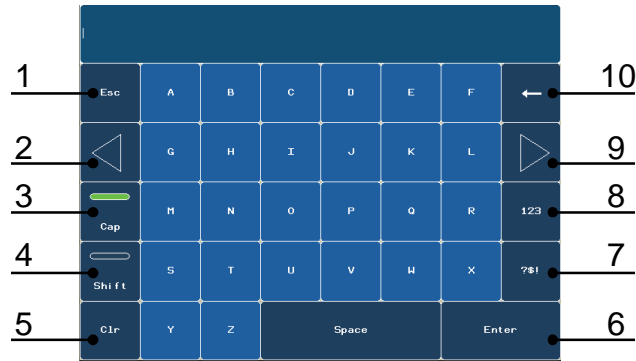 1 Esc A B C D E F ← 10
2 G H I J K L 9
3 Cap M N O P Q R 123 8
4 Shift S T U V W X ?$! 7
5 Clr Y Z Space Enter 6